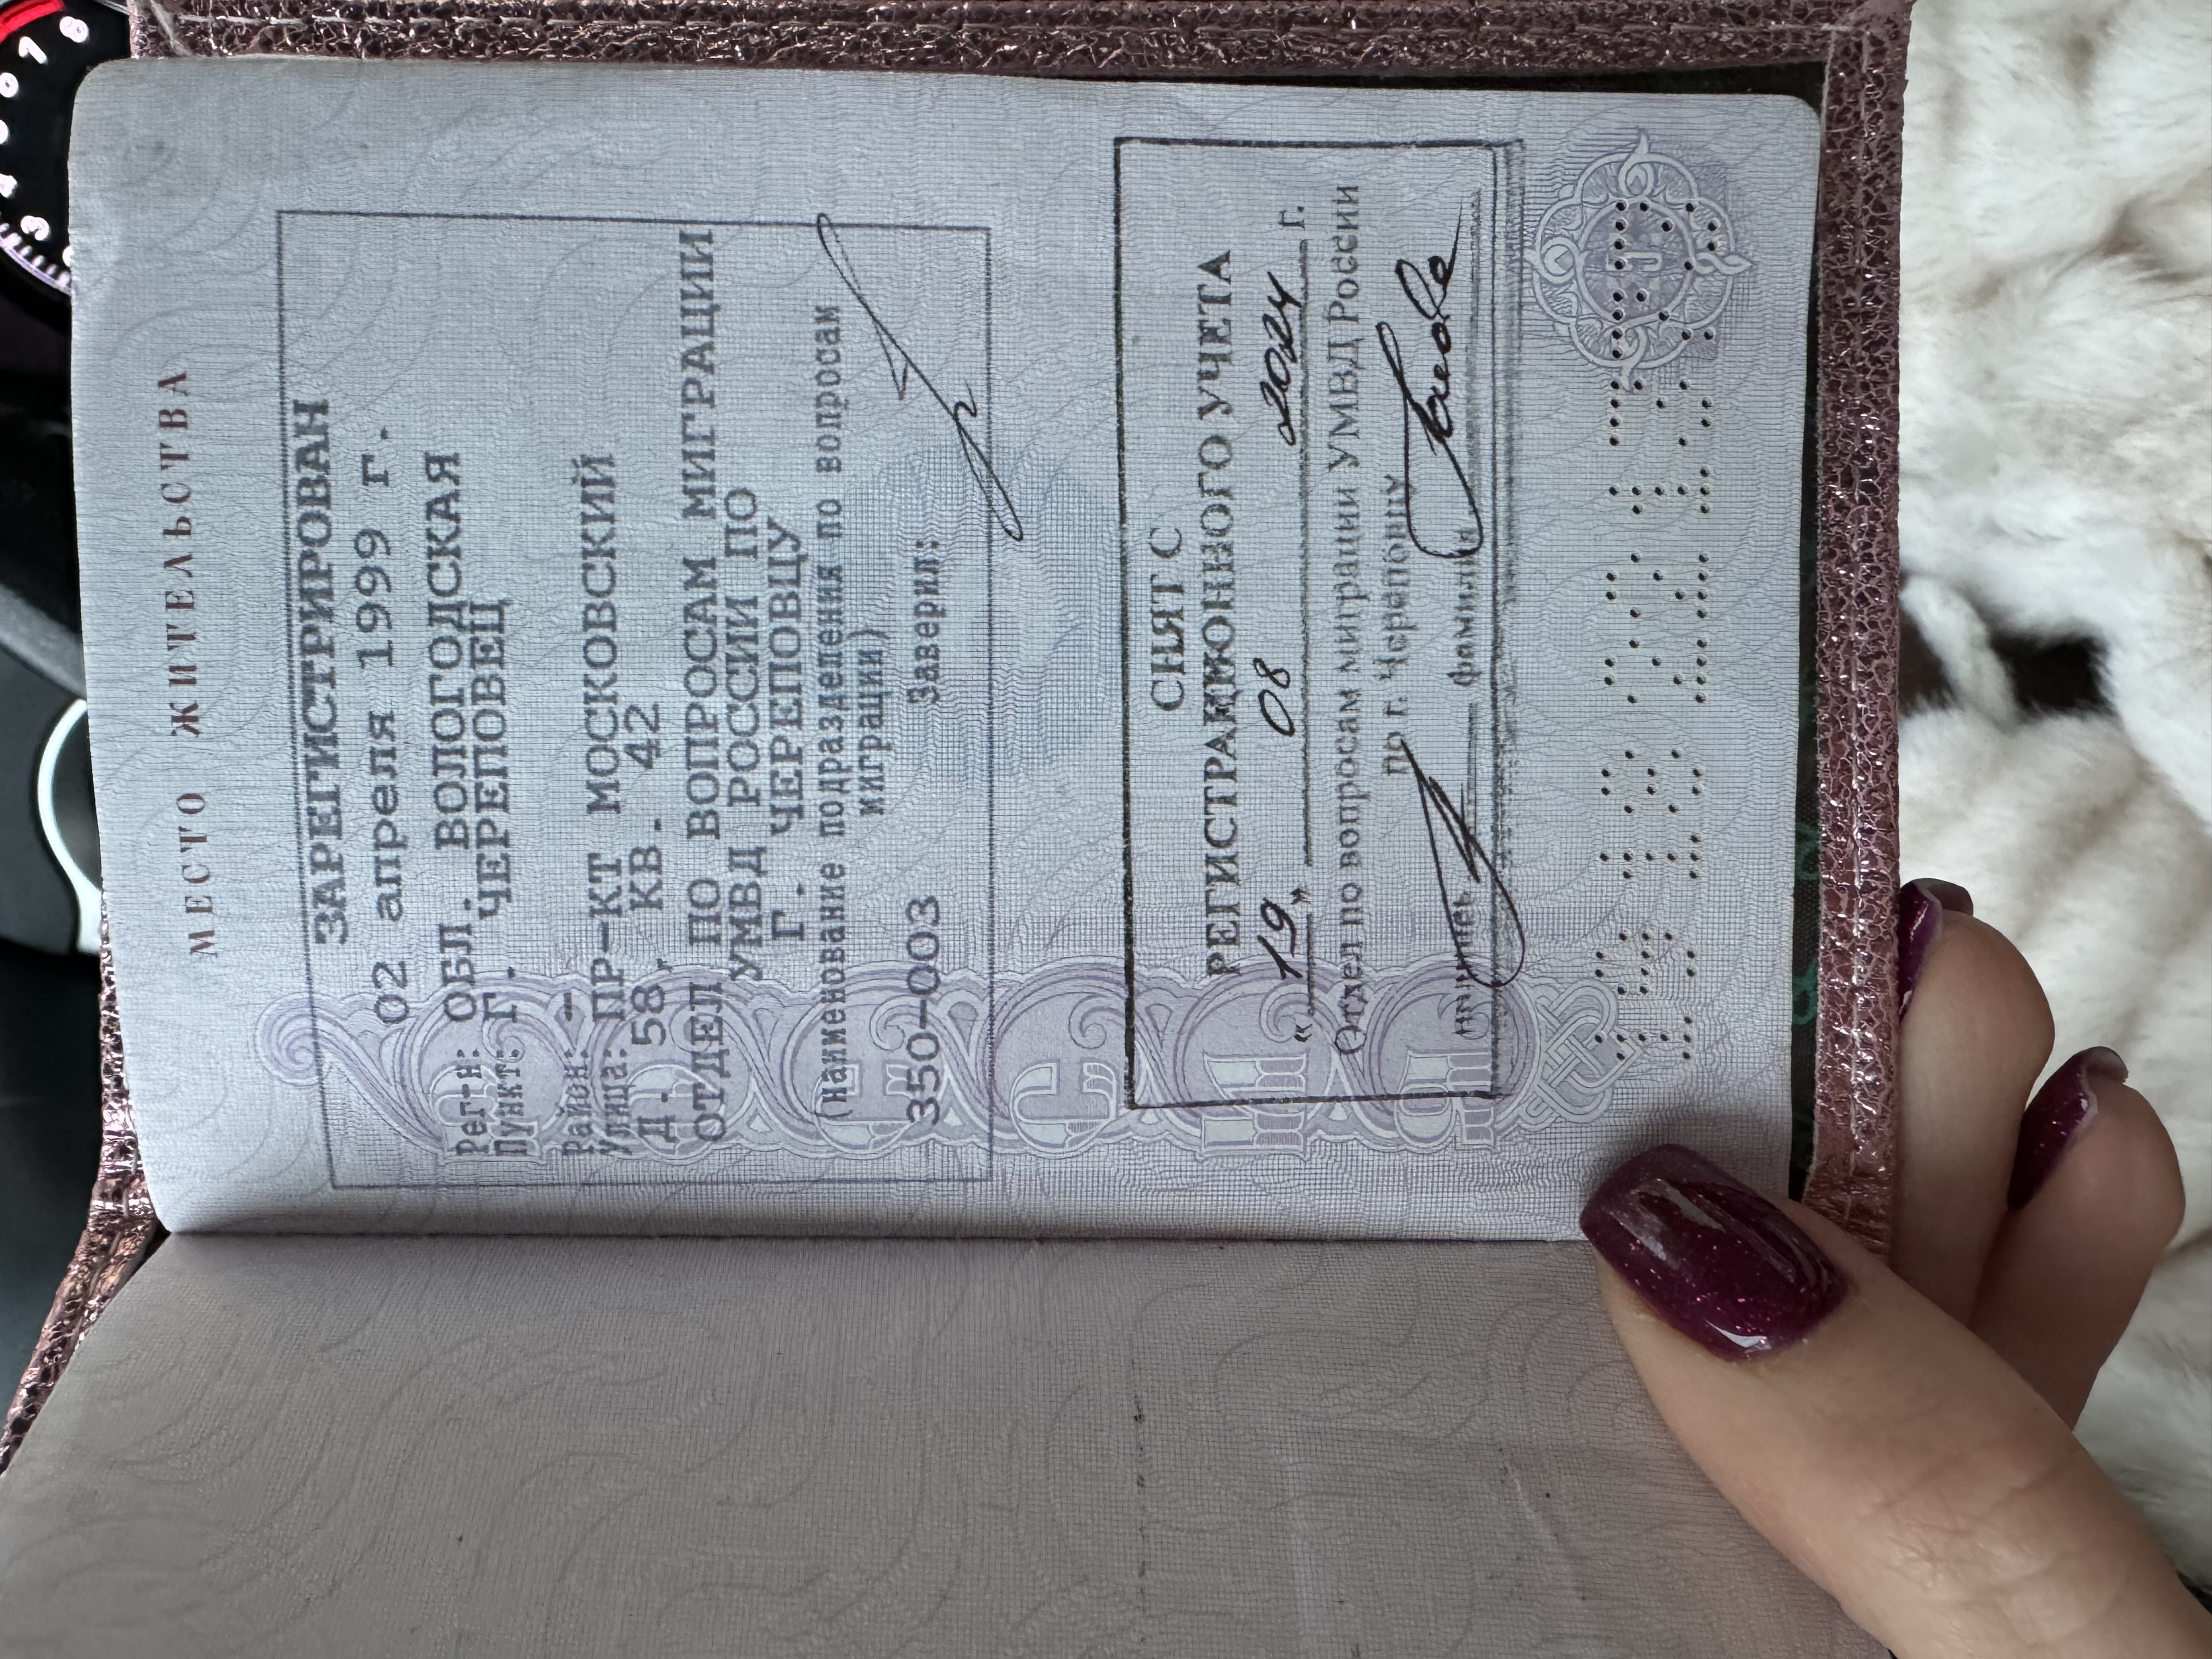 МЕСТО ЖИТЕЛЬСТВА
ЗАРЕГИСТРИРОВАН
02 апреля 1999 г.
Рег-н: ОБЛ. ВОЛОГОДСКАЯ
Пункт: Г. ЧЕРЕПОВЕЦ
Район: -
Улица: ПР-КТ МОСКОВСКИЙ
Д. 58, КВ. 42
ОТДЕЛ ПО ВОПРОСАМ МИГРАЦИИ
УМВД РОССИИ ПО
Г. ЧЕРЕПОВЦУ
(наименование подразделения по вопросам
миграции)
350-003 Заверил:
СНЯТ С
РЕГИСТРАЦИОННОГО УЧЕТА
"19" 08 2024 г.
Отдел по вопросам миграции УМВД России
по г. Череповцу
подпись фамилия